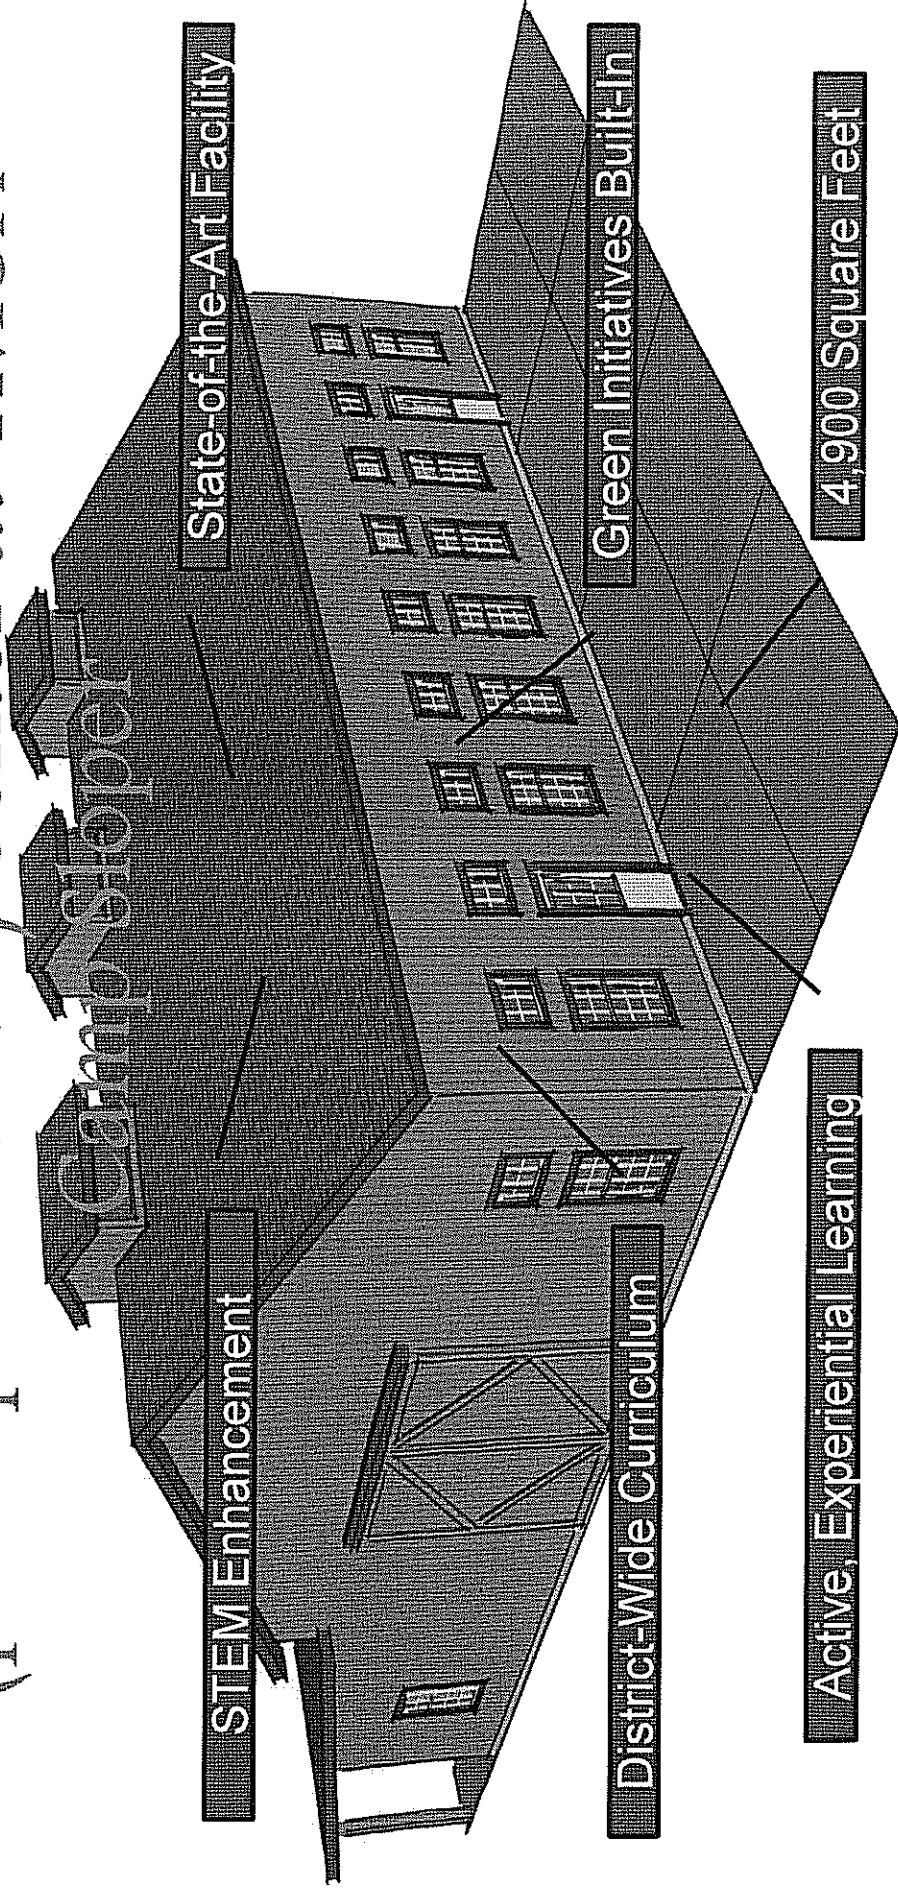 Camp Sloper
STEM Enhancement
State-of-the-Art Facility
District-Wide Curriculum
Green Initiatives Built-In
Active, Experiential Learning
4,900 Square Feet